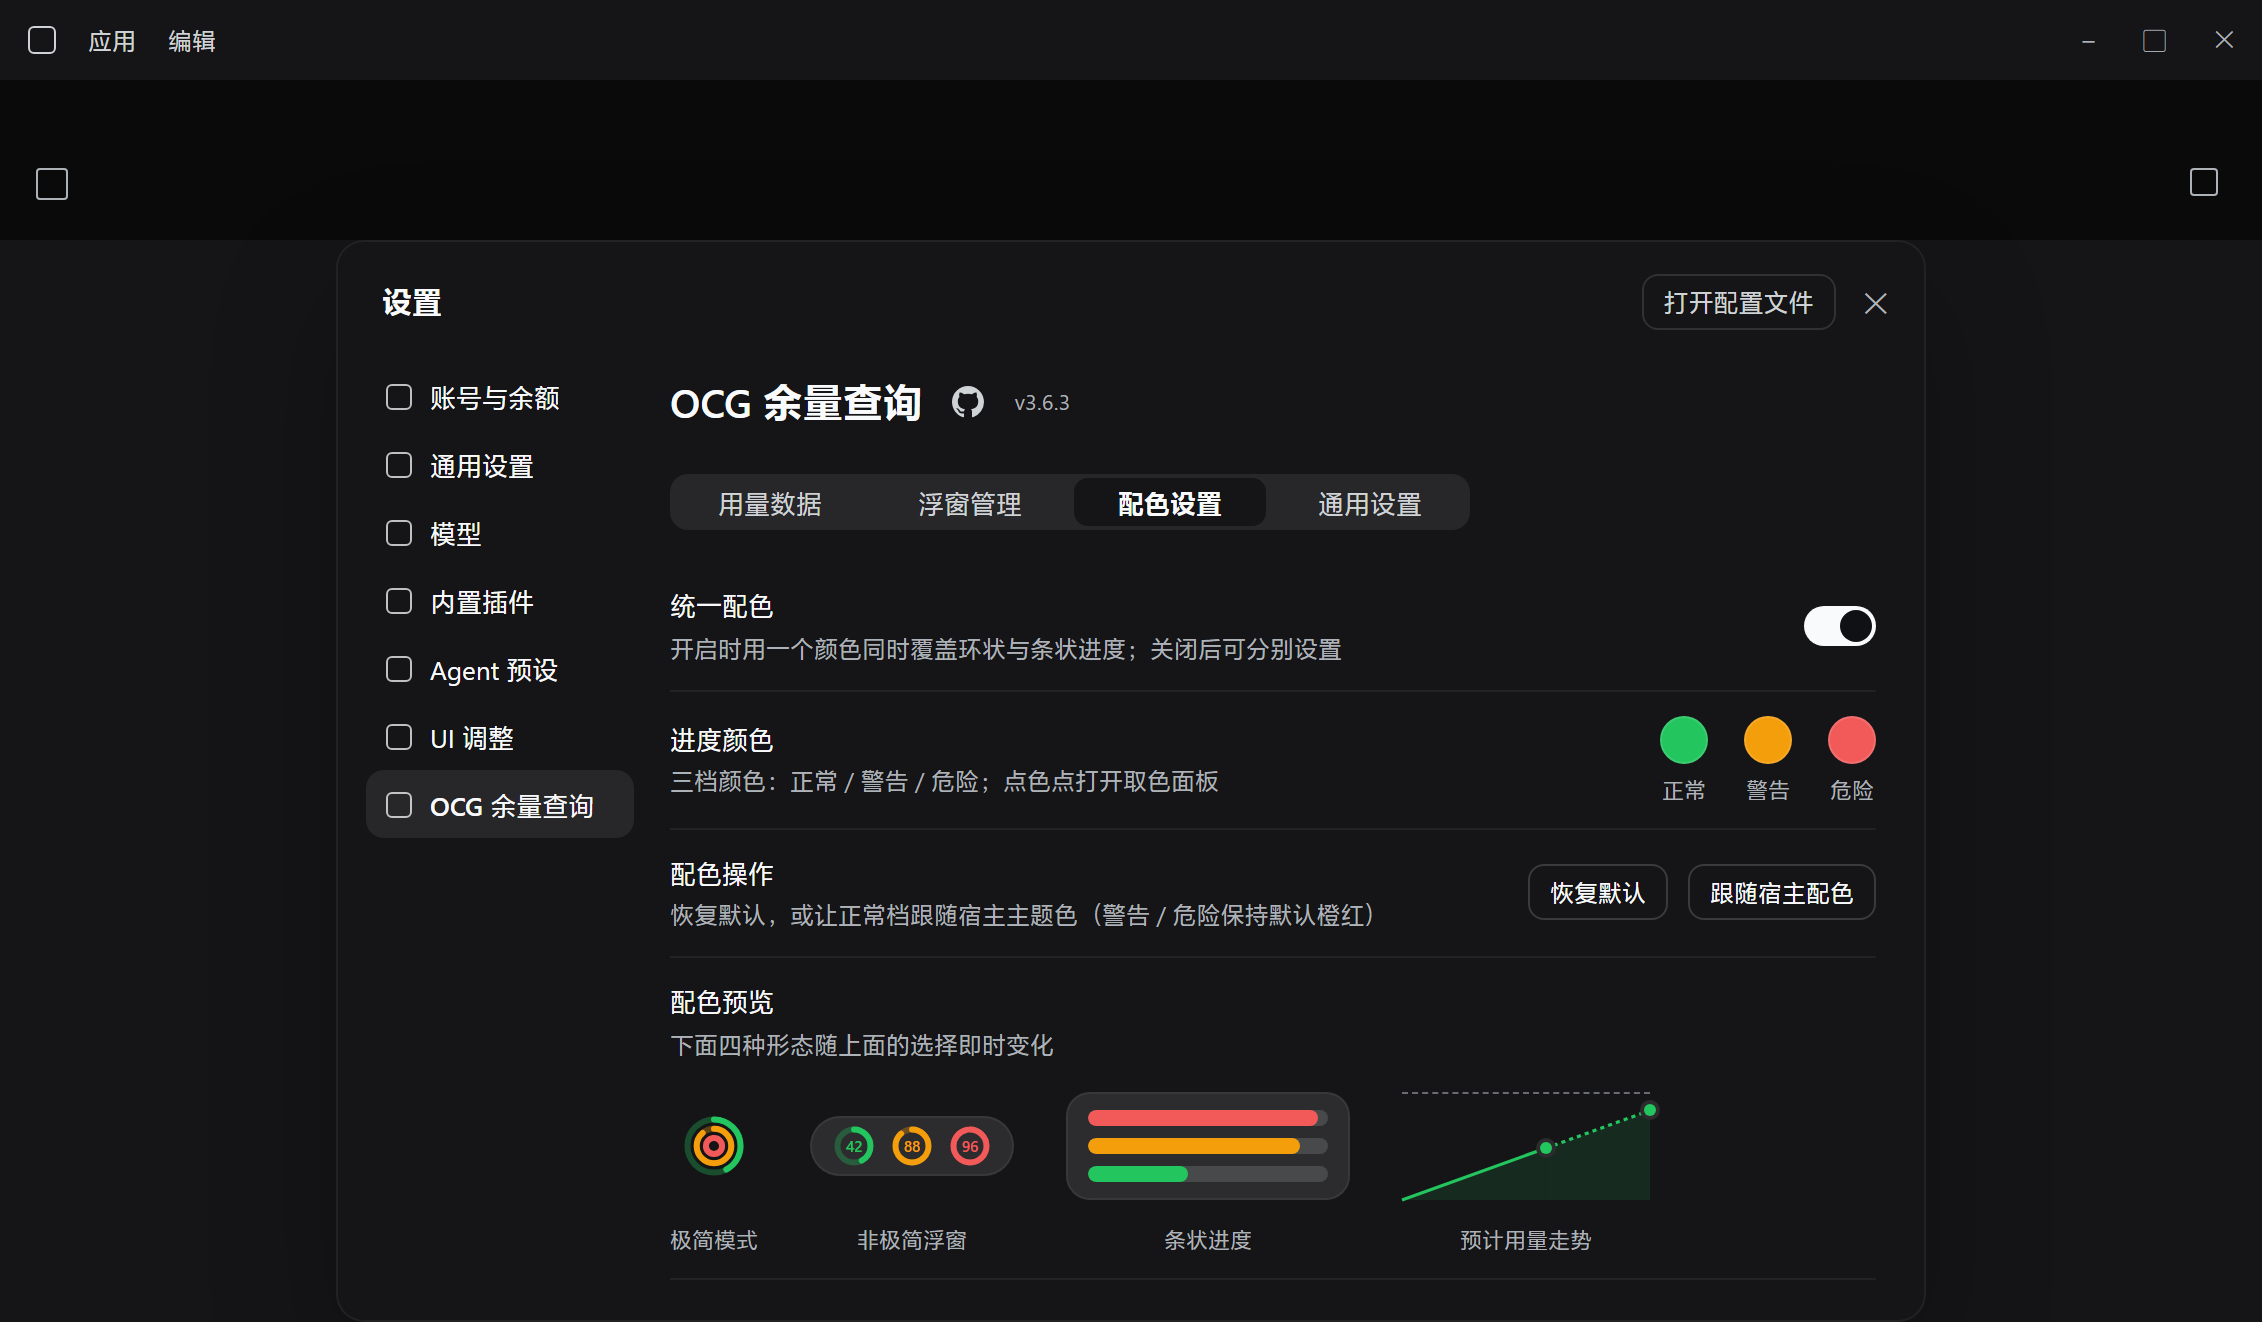 应用 编辑
设置
打开配置文件
账号与余额
通用设置
模型
内置插件
Agent 预设
UI 调整
OCG 余量查询
OCG 余量查询 v3.6.3
用量数据 浮窗管理 配色设置 通用设置
统一配色
开启时用一个颜色同时覆盖环状与条状进度；关闭后可分别设置
进度颜色
三档颜色：正常 / 警告 / 危险；点色点打开取色面板
正常 警告 危险
配色操作
恢复默认，或让正常档跟随宿主主题色（警告 / 危险保持默认橙红）
恢复默认 跟随宿主配色
配色预览
下面四种形态随上面的选择即时变化
42 88 96
极简模式 非极简浮窗 条状进度 预计用量走势